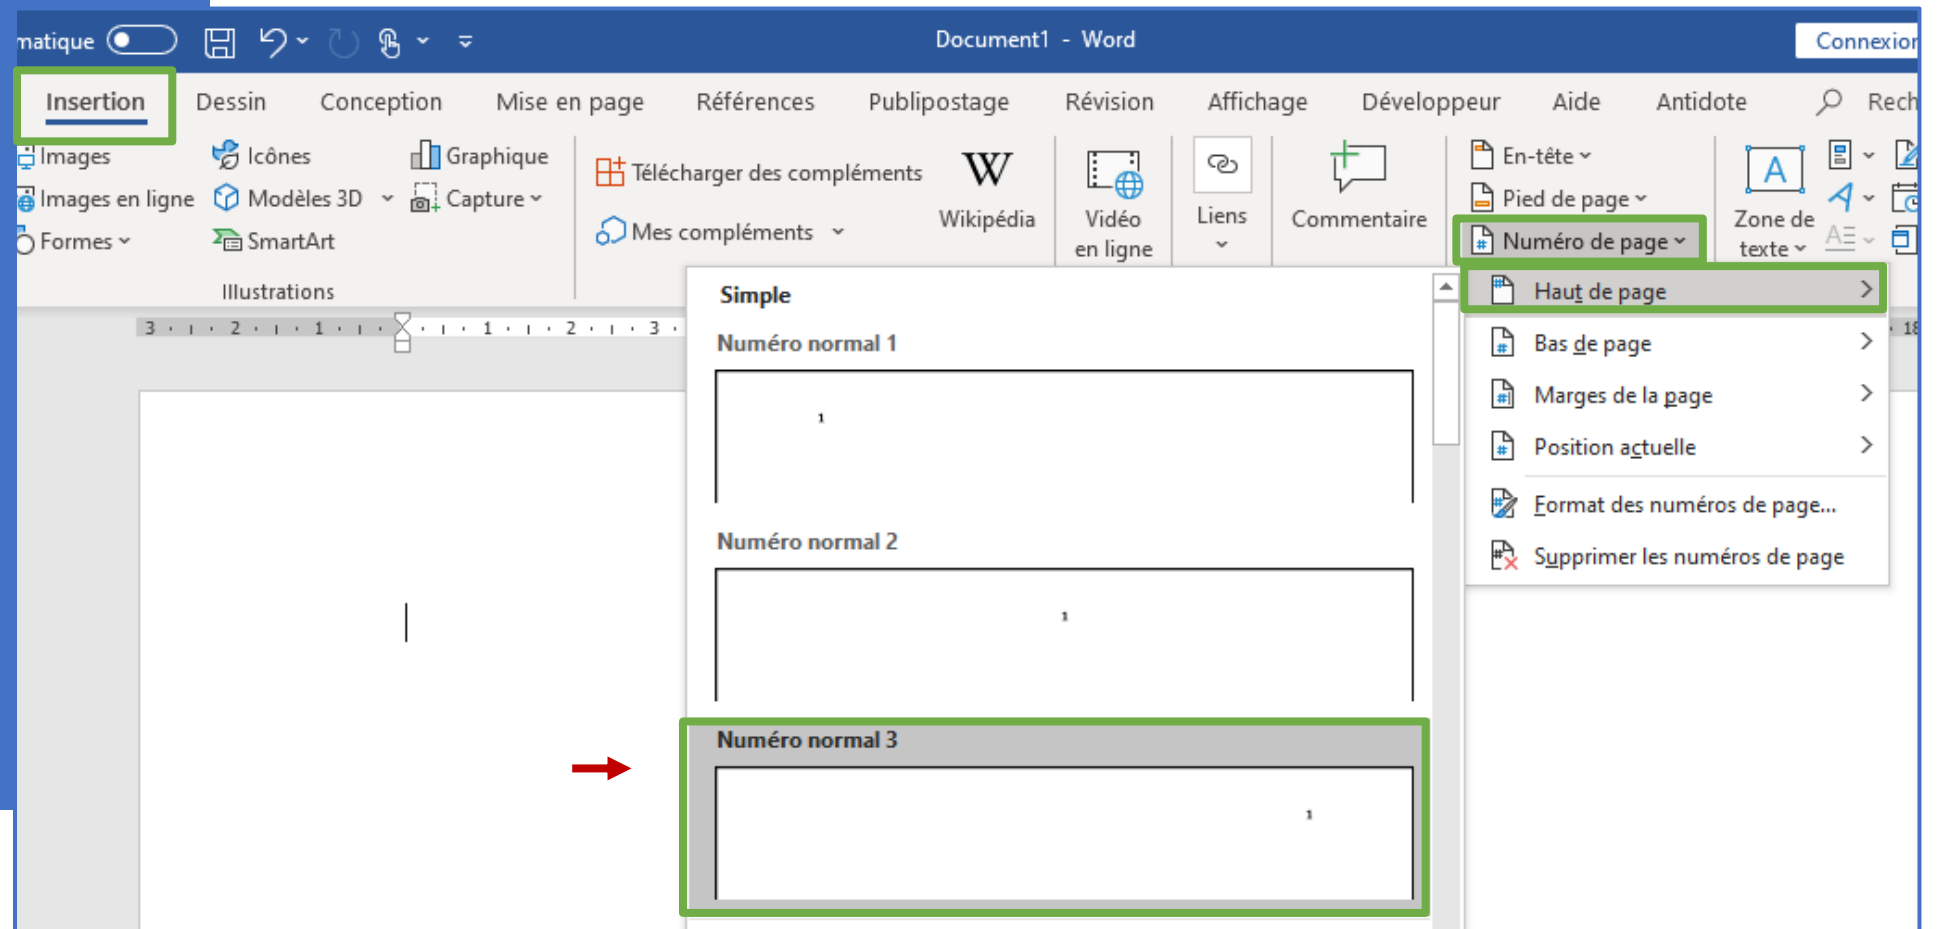 matique Document1 - Word Connexion
Insertion Dessin Conception Mise en page Références Publipostage Révision Affichage Développeur Aide Antidote Rech
Images Icônes Graphique Télécharger des compléments W Wikipédia Vidéo en ligne Liens Commentaire En-tête
Images en ligne Modèles 3D Capture Mes compléments Pied de page Zone de texte
Formes SmartArt Numéro de page
Illustrations
3 2 1 1 2 3 18
Simple
Numéro normal 1
1
Numéro normal 2
1
Numéro normal 3
1
Haut de page
Bas de page
Marges de la page
Position actuelle
Format des numéros de page...
Supprimer les numéros de page